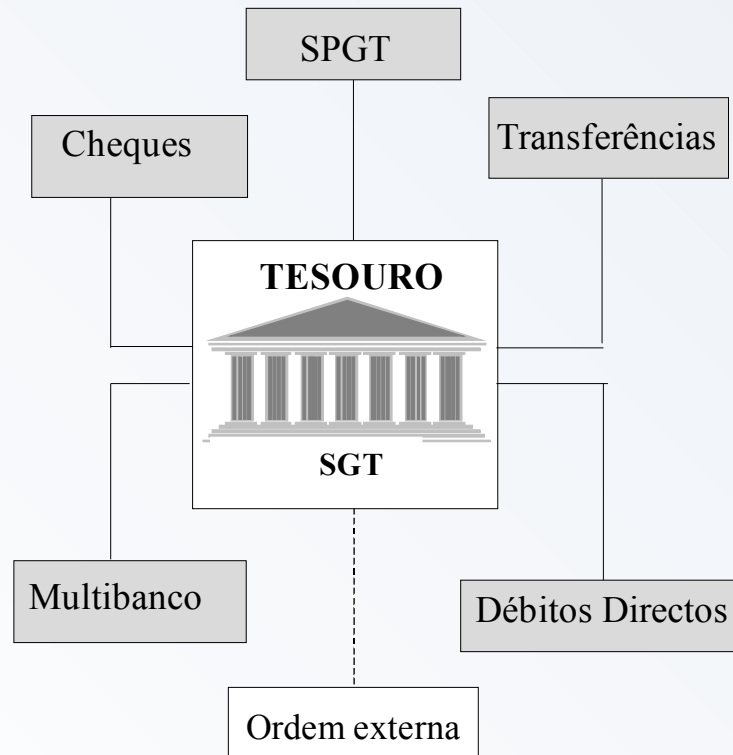 SPGT
Cheques
Transferências
TESOURO
SGT
Multibanco
Débitos Directos
Ordem externa